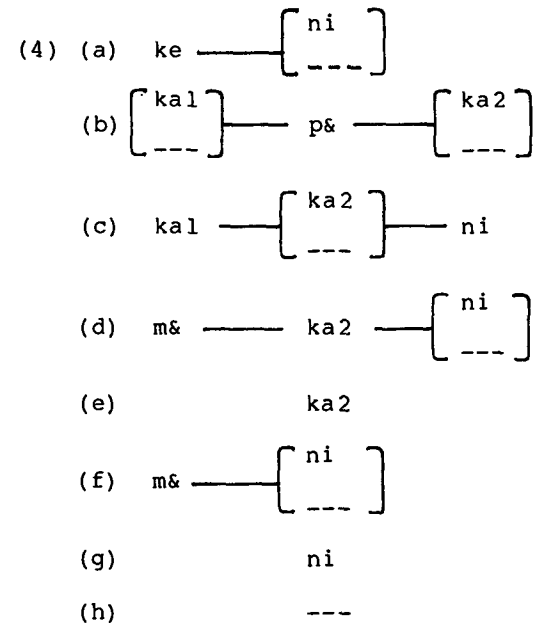 (4) (a) ke [ni / ---]
(b) [ka1 / ---] p& [ka2 / ---]
(c) ka1 [ka2 / ---] ni
(d) m& ka2 [ni / ---]
(e) ka2
(f) m& [ni / ---]
(g) ni
(h) ---